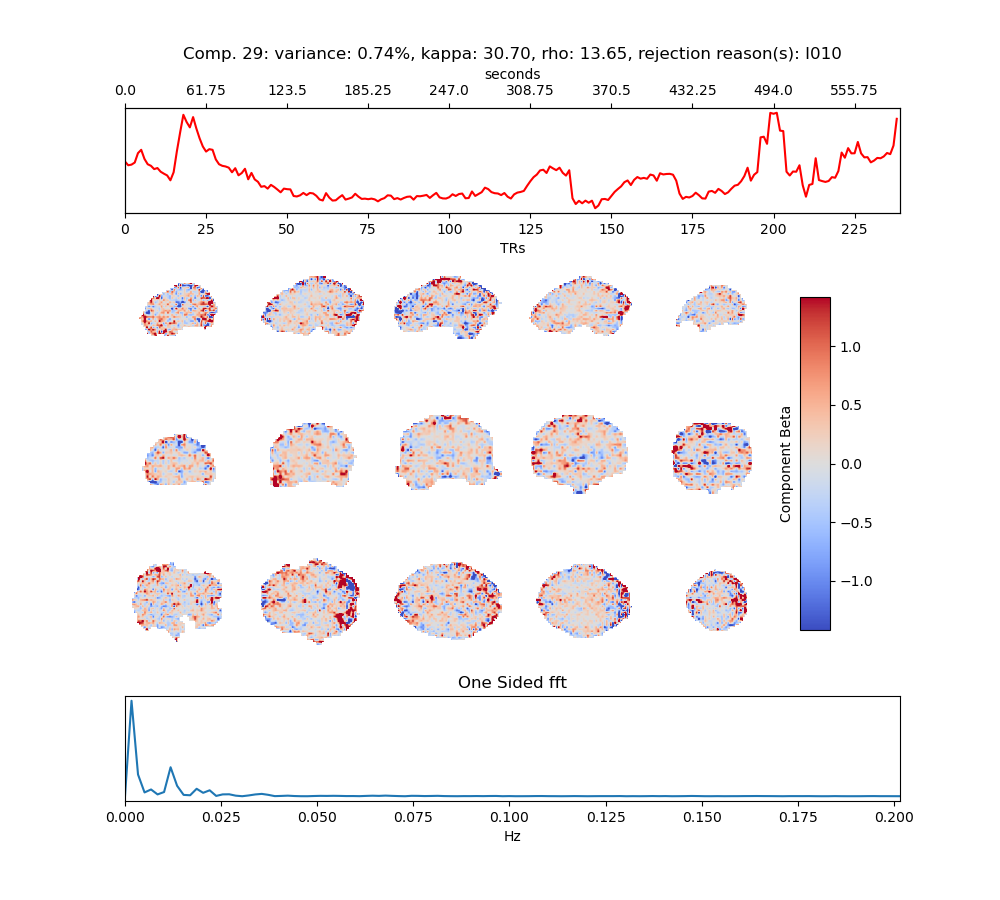 Comp. 29: variance: 0.74%, kappa: 30.70, rho: 13.65, rejection reason(s): I010
seconds
0.0 61.75 123.5 185.25 247.0 308.75 370.5 432.25 494.0 555.75
0 25 50 75 100 125 150 175 200 225
TRs
1.0
0.5
0.0
−0.5
−1.0
Component Beta
One Sided fft
0.000 0.025 0.050 0.075 0.100 0.125 0.150 0.175 0.200
Hz